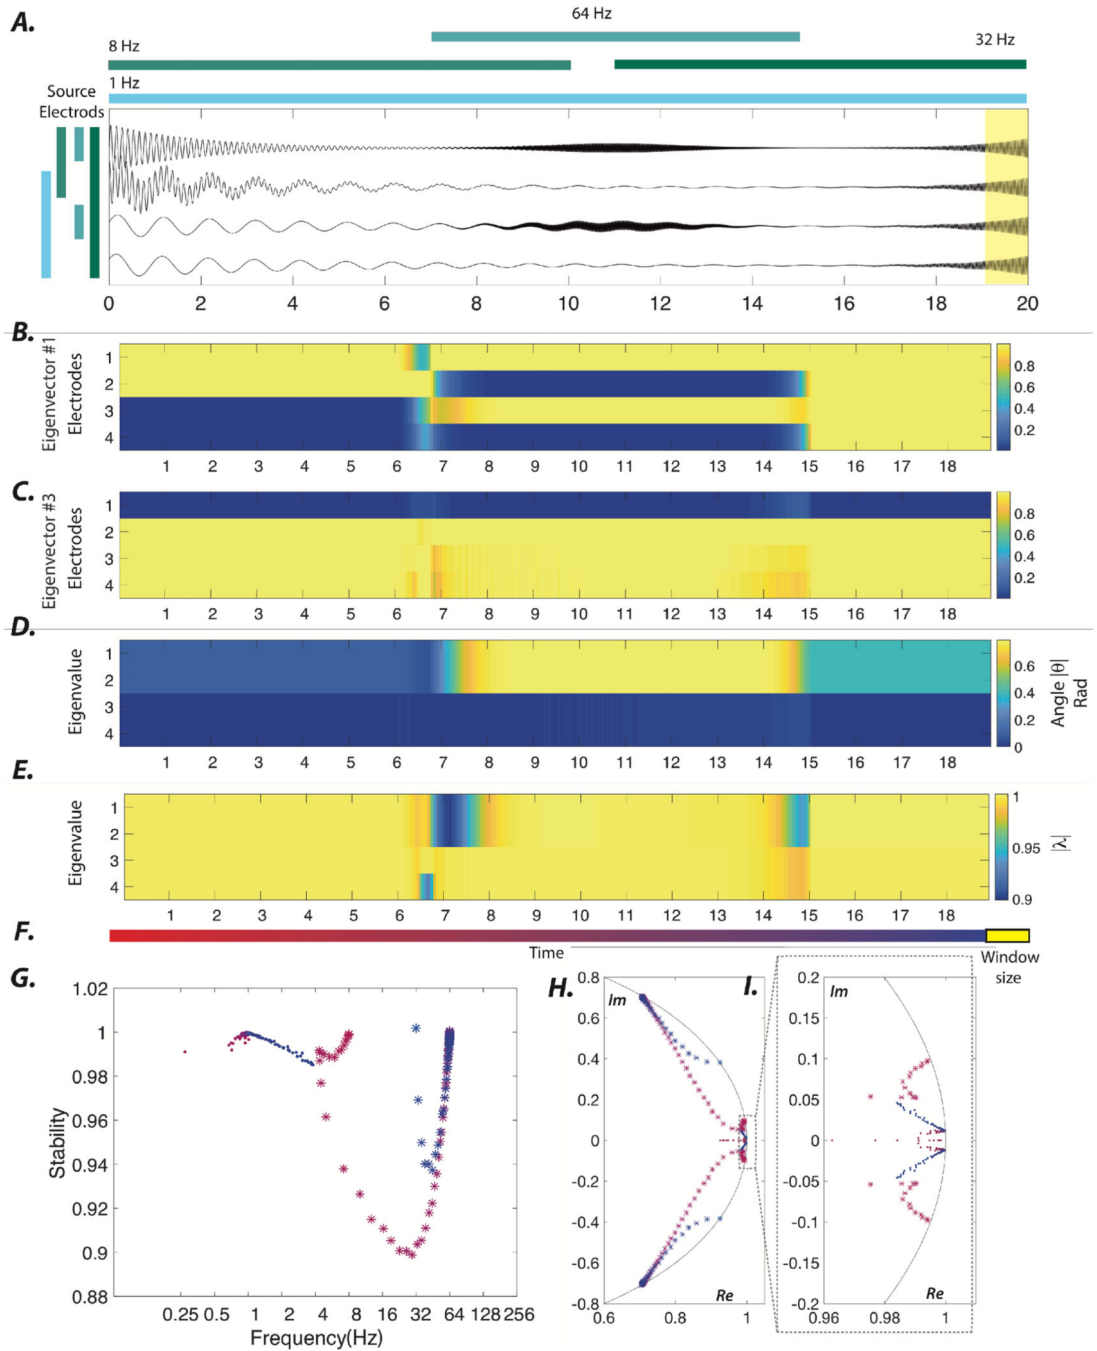 A.
64 Hz
8 Hz
32 Hz
1 Hz
Source
Electrods
0 2 4 6 8 10 12 14 16 18 20
B.
Eigenvector #1
Electrodes
1
2
3
4
0.8
0.6
0.4
0.2
1 2 3 4 5 6 7 8 9 10 11 12 13 14 15 16 17 18
C.
Eigenvector #3
Electrodes
1
2
3
4
0.8
0.6
0.4
0.2
1 2 3 4 5 6 7 8 9 10 11 12 13 14 15 16 17 18
D.
Eigenvalue
1
2
3
4
0.6
0.4
0.2
0
Angle |θ|
Rad
1 2 3 4 5 6 7 8 9 10 11 12 13 14 15 16 17 18
E.
Eigenvalue
1
2
3
4
1
0.95
0.9
|λ|
1 2 3 4 5 6 7 8 9 10 11 12 13 14 15 16 17 18
F.
Time
Window
size
G.
Stability
1.02
1
0.98
0.96
0.94
0.92
0.9
0.88
0.25 0.5 1 2 4 8 16 32 64 128 256
Frequency(Hz)
H.
Im
0.8
0.6
0.4
0.2
0
-0.2
-0.4
-0.6
-0.8
Re
0.6 0.8 1
I.
Im
0.2
0.15
0.1
0.05
0
-0.05
-0.1
-0.15
-0.2
Re
0.96 0.98 1